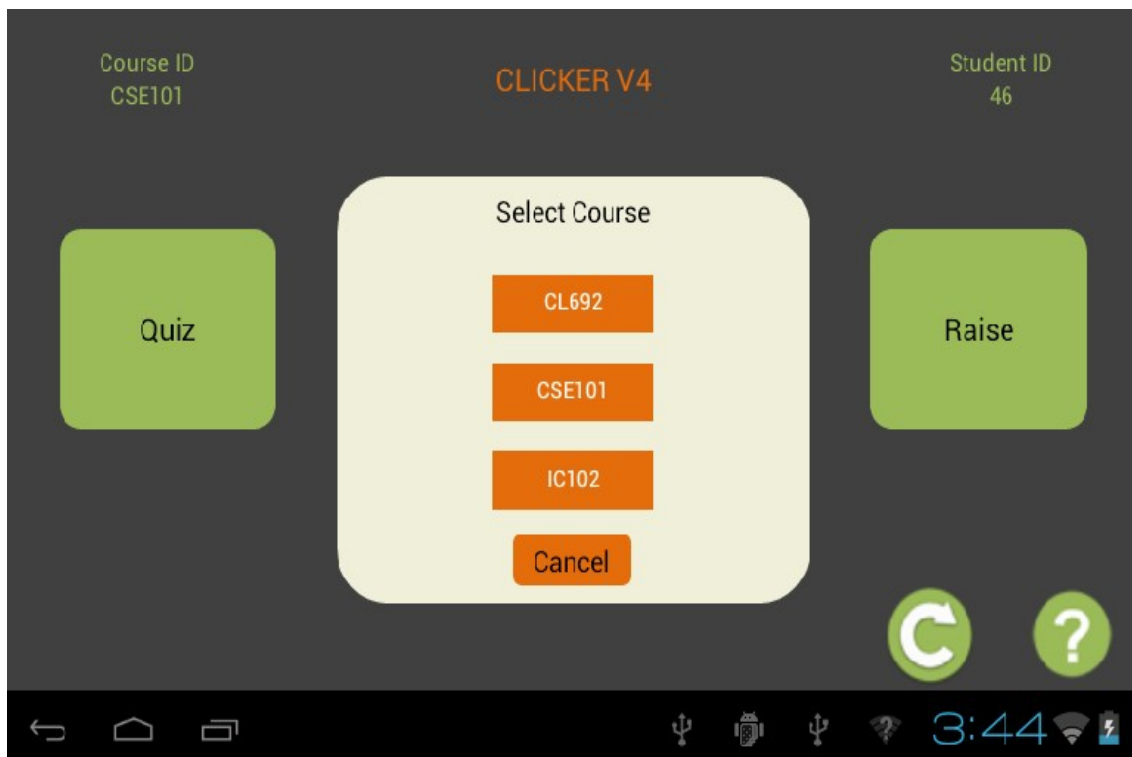 Course ID
CSE101
CLICKER V4
Student ID
46
Select Course
Quiz
CL692
CSE101
IC102
Cancel
Raise
?
3:44